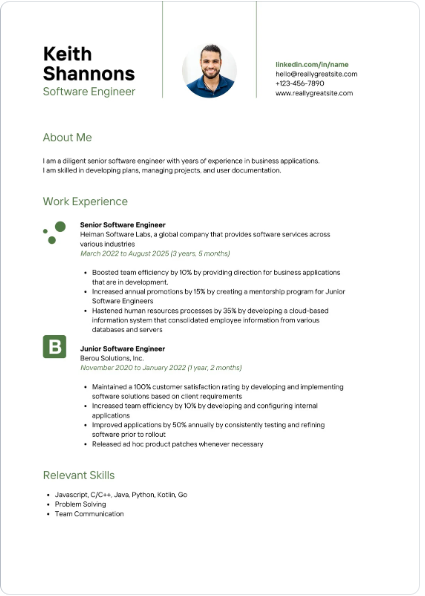 Keith
Shannons
Software Engineer
linkedin.com/in/name
hello@reallygreatsite.com
+123-456-7890
www.reallygreatsite.com
About Me
I am a diligent senior software engineer with years of experience in business applications.
I am skilled in developing plans, managing projects, and user documentation.
Work Experience
Senior Software Engineer
Heiman Software Labs, a global company that provides software services across
various industries
March 2022 to August 2025 (3 years, 5 months)
• Boosted team efficiency by 10% by providing direction for business applications
that are in development.
• Increased annual promotions by 15% by creating a mentorship program for Junior
Software Engineers
• Hastened human resources processes by 35% by developing a cloud-based
information system that consolidated employee information from various
databases and servers
B
Junior Software Engineer
Berou Solutions, Inc.
November 2020 to January 2022 (1 year, 2 months)
• Maintained a 100% customer satisfaction rating by developing and implementing
software solutions based on client requirements
• Increased team efficiency by 10% by developing and configuring internal
applications
• Improved applications by 50% annually by consistently testing and refining
software prior to rollout
• Released ad hoc product patches whenever necessary
Relevant Skills
• Javascript, C/C++, Java, Python, Kotlin, Go
• Problem Solving
• Team Communication